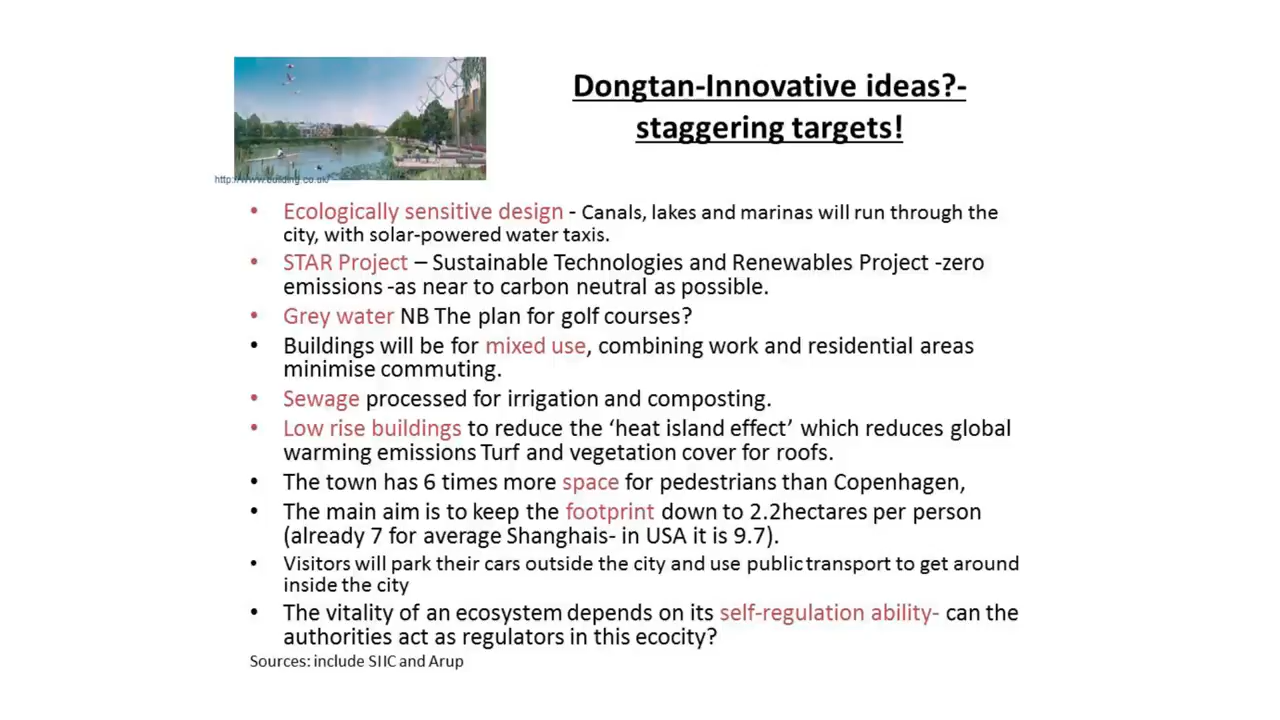 Dongtan-Innovative ideas?-
staggering targets!
http://www.building.co.uk/
• Ecologically sensitive design - Canals, lakes and marinas will run through the
city, with solar-powered water taxis.
• STAR Project – Sustainable Technologies and Renewables Project -zero
emissions -as near to carbon neutral as possible.
• Grey water NB The plan for golf courses?
• Buildings will be for mixed use, combining work and residential areas
minimise commuting.
• Sewage processed for irrigation and composting.
• Low rise buildings to reduce the ‘heat island effect’ which reduces global
warming emissions Turf and vegetation cover for roofs.
• The town has 6 times more space for pedestrians than Copenhagen,
• The main aim is to keep the footprint down to 2.2hectares per person
(already 7 for average Shanghais- in USA it is 9.7).
• Visitors will park their cars outside the city and use public transport to get around
inside the city
• The vitality of an ecosystem depends on its self-regulation ability- can the
authorities act as regulators in this ecocity?
Sources: include SIIC and Arup